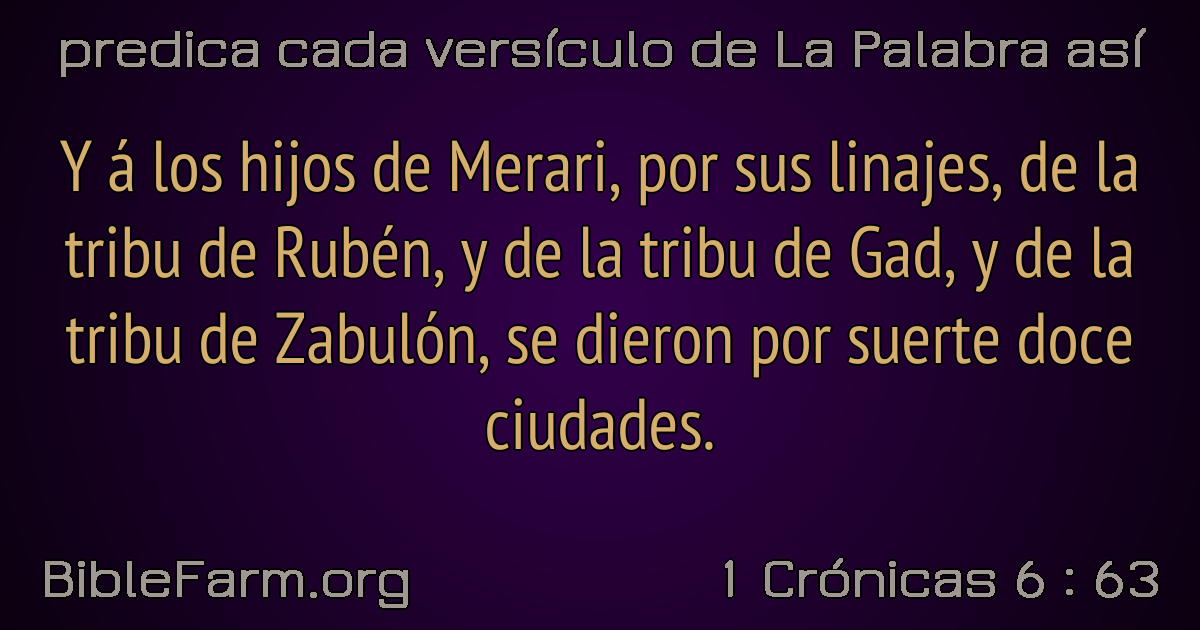 predica cada versículo de La Palabra así
Y á los hijos de Merari, por sus linajes, de la
tribu de Rubén, y de la tribu de Gad, y de la
tribu de Zabulón, se dieron por suerte doce
ciudades.
BibleFarm.org
1 Crónicas 6 : 63